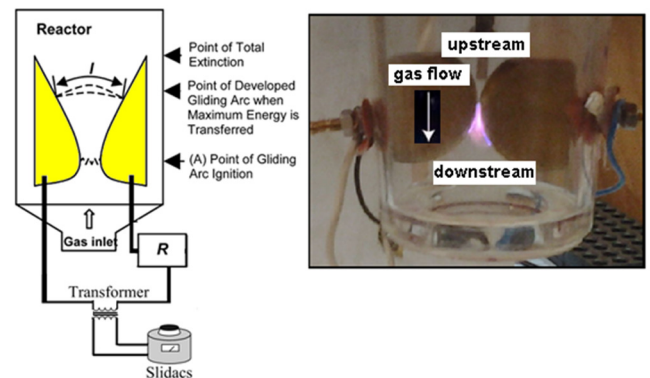 Reactor
l
Point of Total
Extinction
Point of Developed
Gliding Arc when
Maximum Energy is
Transferred
(A) Point of Gliding
Arc Ignition
Gas inlet
R
Transformer
Slidacs
upstream
gas flow
downstream